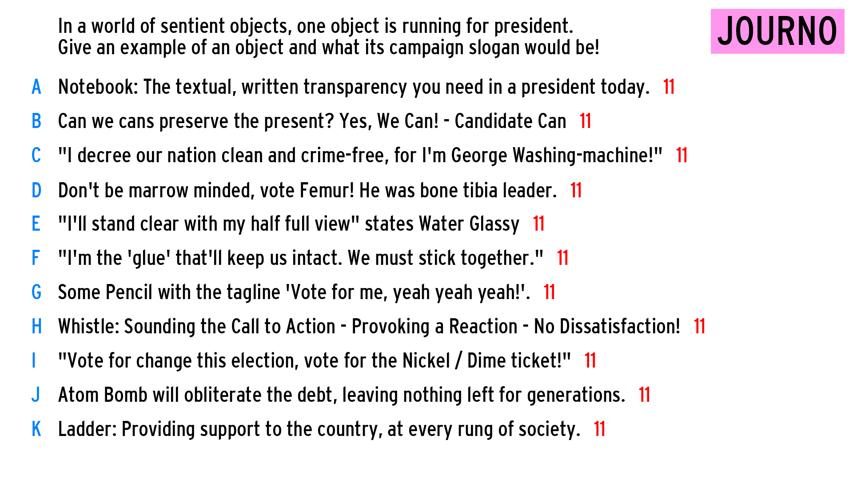 In a world of sentient objects, one object is running for president.
Give an example of an object and what its campaign slogan would be!
JOURNO
A Notebook: The textual, written transparency you need in a president today. 11
B Can we cans preserve the present? Yes, We Can! - Candidate Can 11
C "I decree our nation clean and crime-free, for I'm George Washing-machine!" 11
D Don't be marrow minded, vote Femur! He was bone tibia leader. 11
E "I'll stand clear with my half full view" states Water Glassy 11
F "I'm the 'glue' that'll keep us intact. We must stick together." 11
G Some Pencil with the tagline 'Vote for me, yeah yeah yeah!'. 11
H Whistle: Sounding the Call to Action - Provoking a Reaction - No Dissatisfaction! 11
I "Vote for change this election, vote for the Nickel / Dime ticket!" 11
J Atom Bomb will obliterate the debt, leaving nothing left for generations. 11
K Ladder: Providing support to the country, at every rung of society. 11